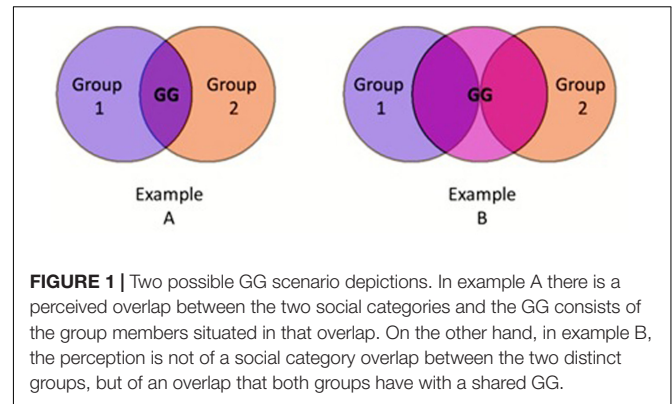 Group
1
GG
Group
2
Group
1
GG
Group
2
Example
A
Example
B
FIGURE 1 | Two possible GG scenario depictions. In example A there is a
perceived overlap between the two social categories and the GG consists of
the group members situated in that overlap. On the other hand, in example B,
the perception is not of a social category overlap between the two distinct
groups, but of an overlap that both groups have with a shared GG.